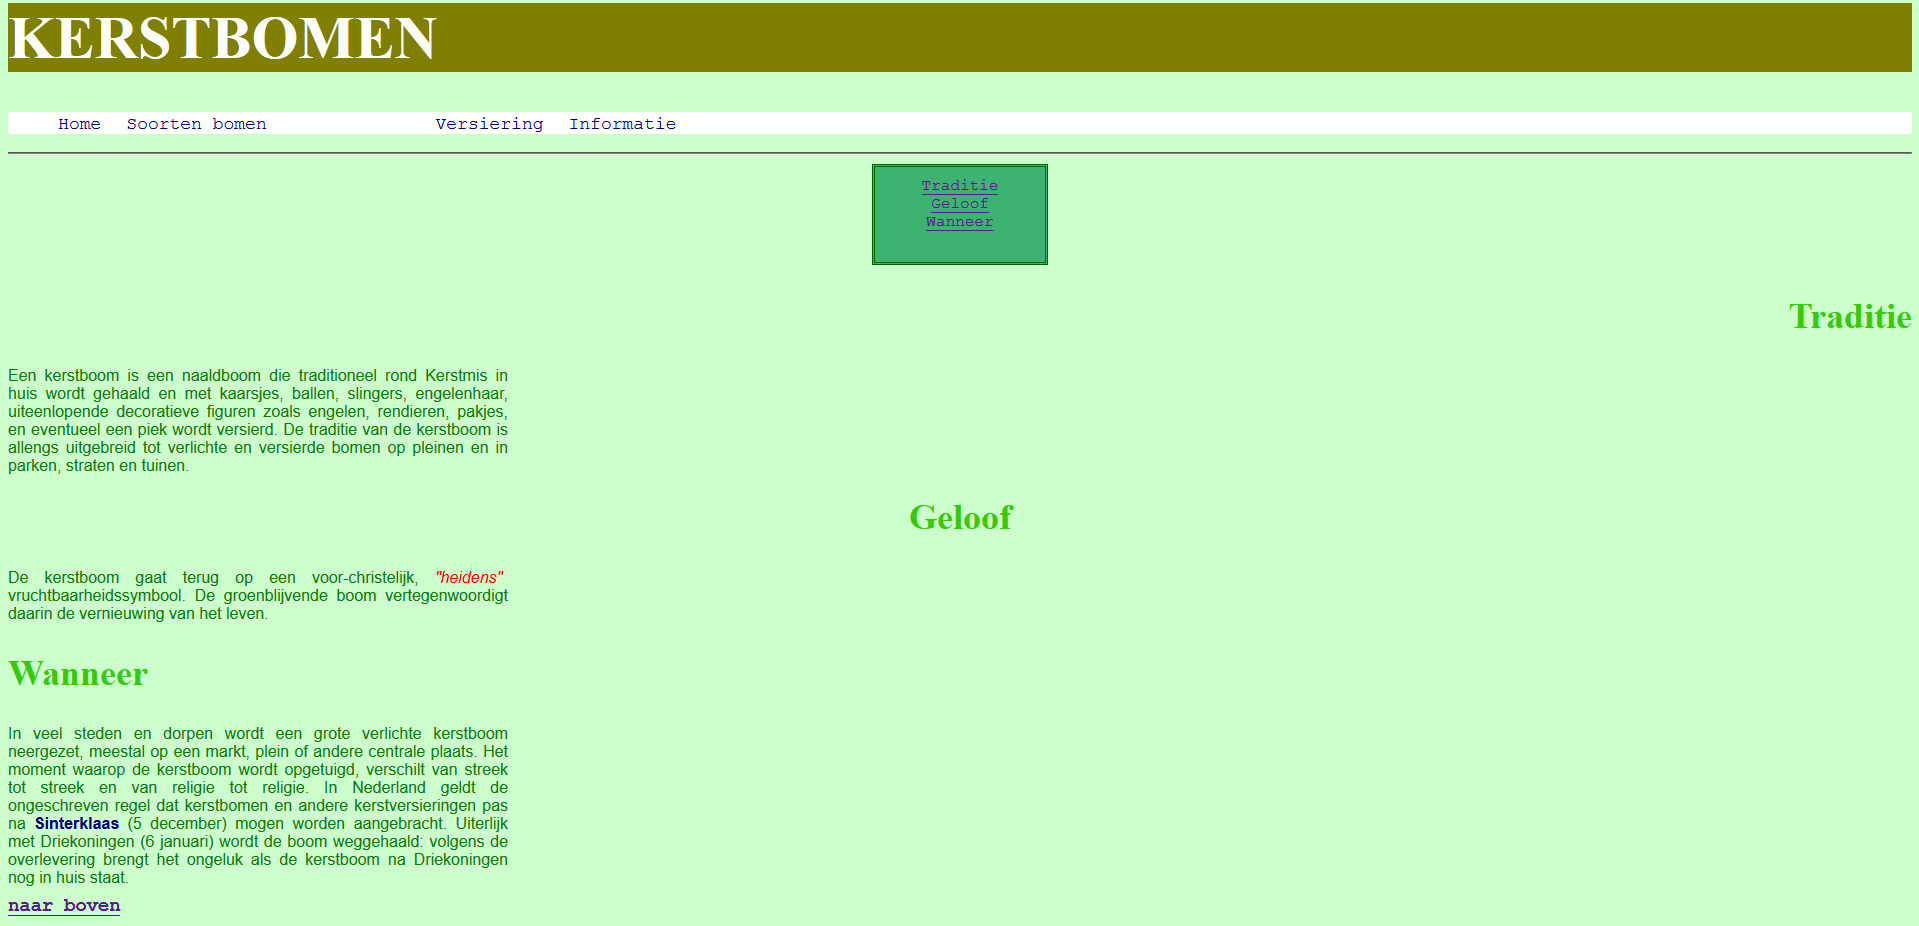 KERSTBOMEN
Home Soorten bomen Versiering Informatie
Traditie
Geloof
Wanneer
Traditie
Een kerstboom is een naaldboom die traditioneel rond Kerstmis in
huis wordt gehaald en met kaarsjes, ballen, slingers, engelenhaar,
uiteenlopende decoratieve figuren zoals engelen, rendieren, pakjes,
en eventueel een piek wordt versierd. De traditie van de kerstboom is
allengs uitgebreid tot verlichte en versierde bomen op pleinen en in
parken, straten en tuinen.
Geloof
De kerstboom gaat terug op een voor-christelijk, "heidens"
vruchtbaarheidssymbool. De groenblijvende boom vertegenwoordigt
daarin de vernieuwing van het leven.
Wanneer
In veel steden en dorpen wordt een grote verlichte kerstboom
neergezet, meestal op een markt, plein of andere centrale plaats. Het
moment waarop de kerstboom wordt opgetuigd, verschilt van streek
tot streek en van religie tot religie. In Nederland geldt de
ongeschreven regel dat kerstbomen en andere kerstversieringen pas
na Sinterklaas (5 december) mogen worden aangebracht. Uiterlijk
met Driekoningen (6 januari) wordt de boom weggehaald: volgens de
overlevering brengt het ongeluk als de kerstboom na Driekoningen
nog in huis staat.
naar boven